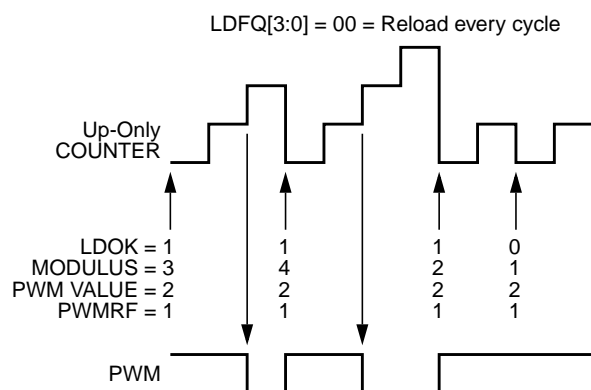 LDFQ[3:0] = 00 = Reload every cycle
Up-Only
COUNTER
LDOK = 1 1 1 0
MODULUS = 3 4 2 1
PWM VALUE = 2 2 2 2
PWMRF = 1 1 1 1
PWM